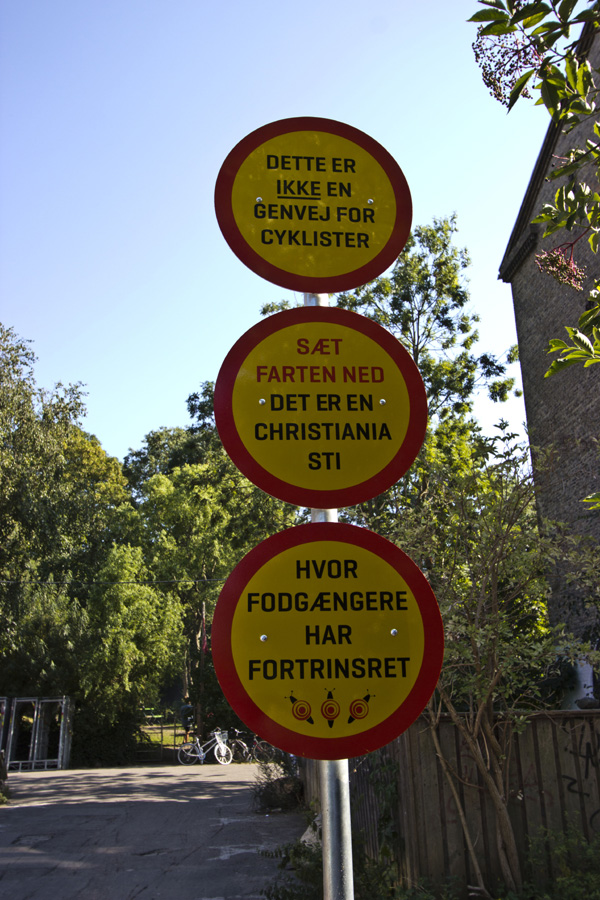 DETTE ER
IKKE EN
GENVEJ FOR
CYKLISTER
SÆT
FARTEN NED
DET ER EN
CHRISTIANIA
STI
HVOR
FODGÆNGERE
HAR
FORTRINSRET